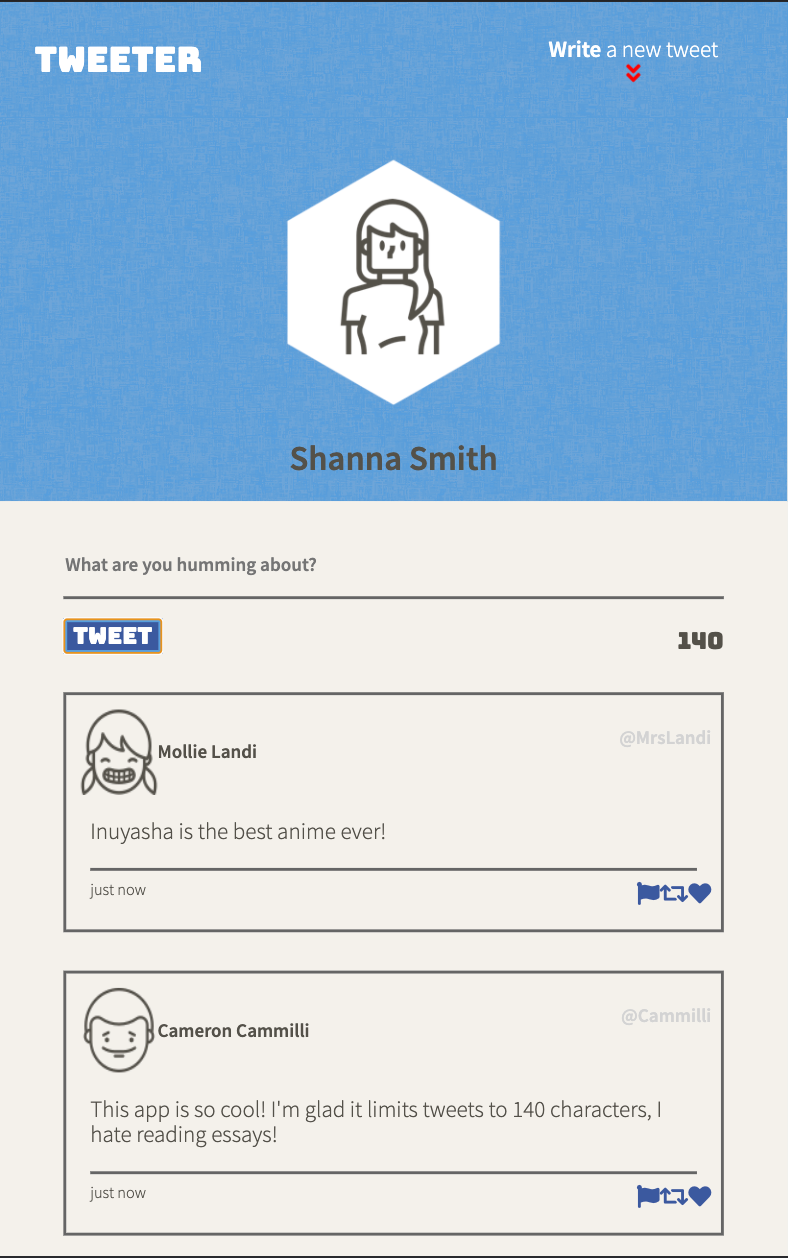 TWEETER
Write a new tweet
Shanna Smith
What are you humming about?
TWEET
140
Mollie Landi
@MrsLandi
Inuyasha is the best anime ever!
just now
Cameron Cammilli
@Cammilli
This app is so cool! I'm glad it limits tweets to 140 characters, I
hate reading essays!
just now